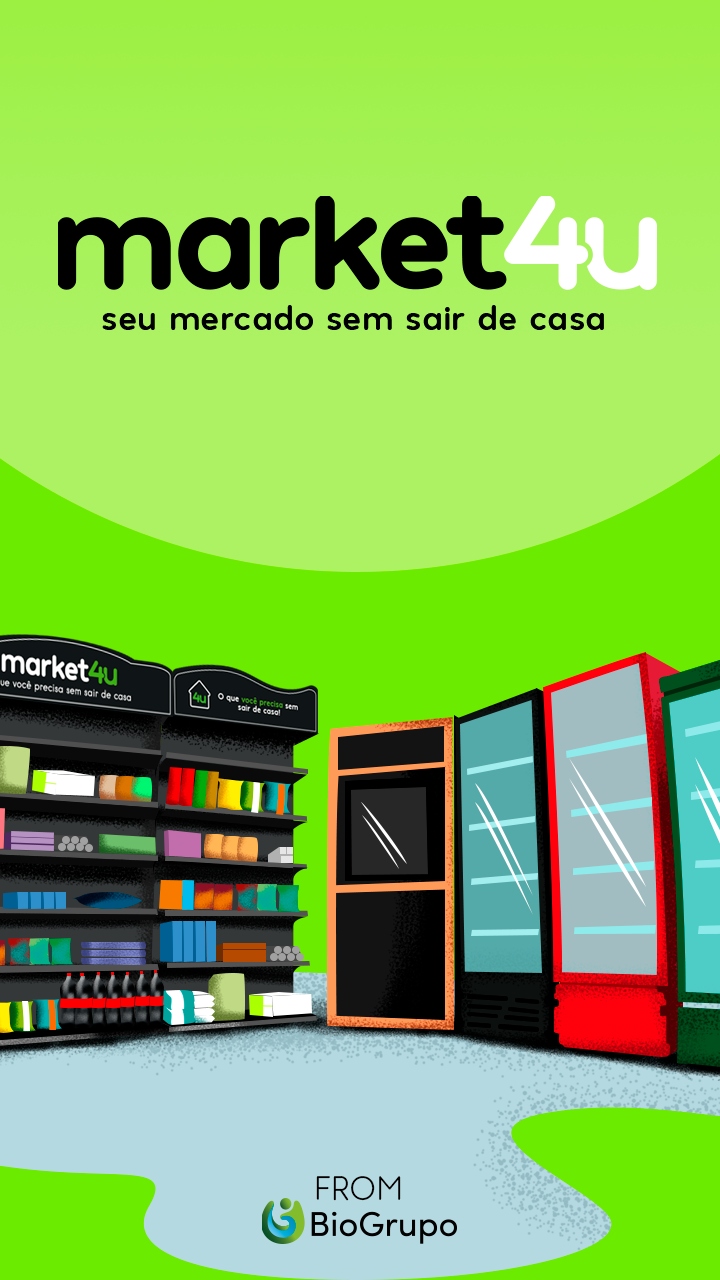 market4u
seu mercado sem sair de casa
market4u
ue você precisa sem sair de casa
4u
O que você precisa sem
sair de casa!
FROM
BioGrupo